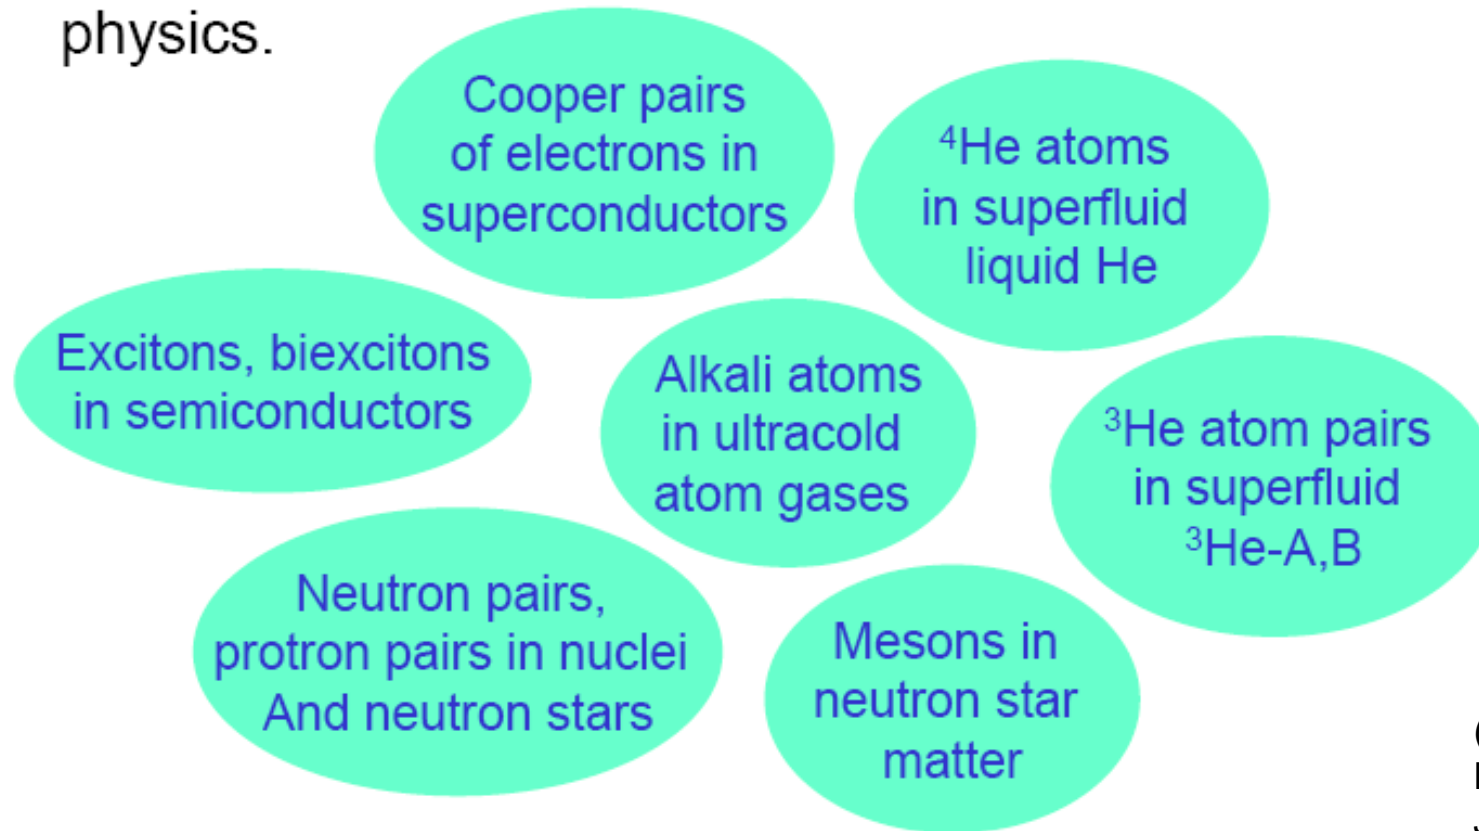 physics.
Cooper pairs
of electrons in
superconductors
⁴He atoms
in superfluid
liquid He
Excitons, biexcitons
in semiconductors
Alkali atoms
in ultracold
atom gases
³He atom pairs
in superfluid
³He-A,B
Neutron pairs,
protron pairs in nuclei
And neutron stars
Mesons in
neutron star
matter